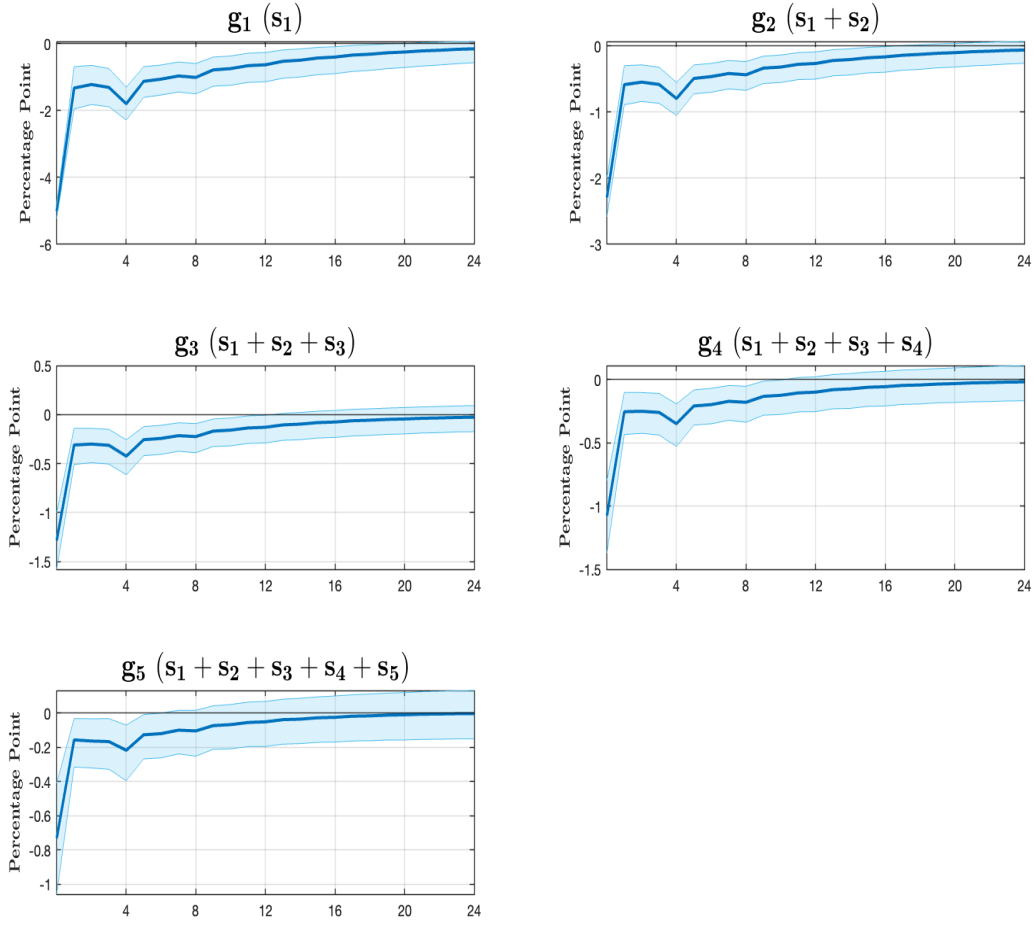 g₁ (s₁)
Percentage Point
0
-2
-4
-6
4 8 12 16 20 24
g₂ (s₁ + s₂)
Percentage Point
0
-1
-2
-3
4 8 12 16 20 24
g₃ (s₁ + s₂ + s₃)
Percentage Point
0.5
0
-0.5
-1
-1.5
4 8 12 16 20 24
g₄ (s₁ + s₂ + s₃ + s₄)
Percentage Point
0
-0.5
-1
-1.5
4 8 12 16 20 24
g₅ (s₁ + s₂ + s₃ + s₄ + s₅)
Percentage Point
0
-0.2
-0.4
-0.6
-0.8
-1
4 8 12 16 20 24